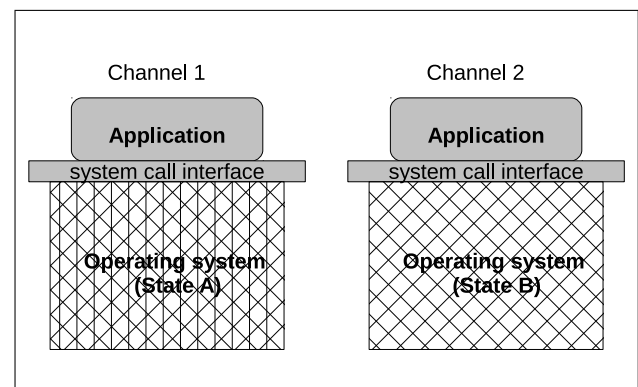 Channel 1
Channel 2
Application
Application
system call interface
system call interface
Operating system
(State A)
Operating system
(State B)